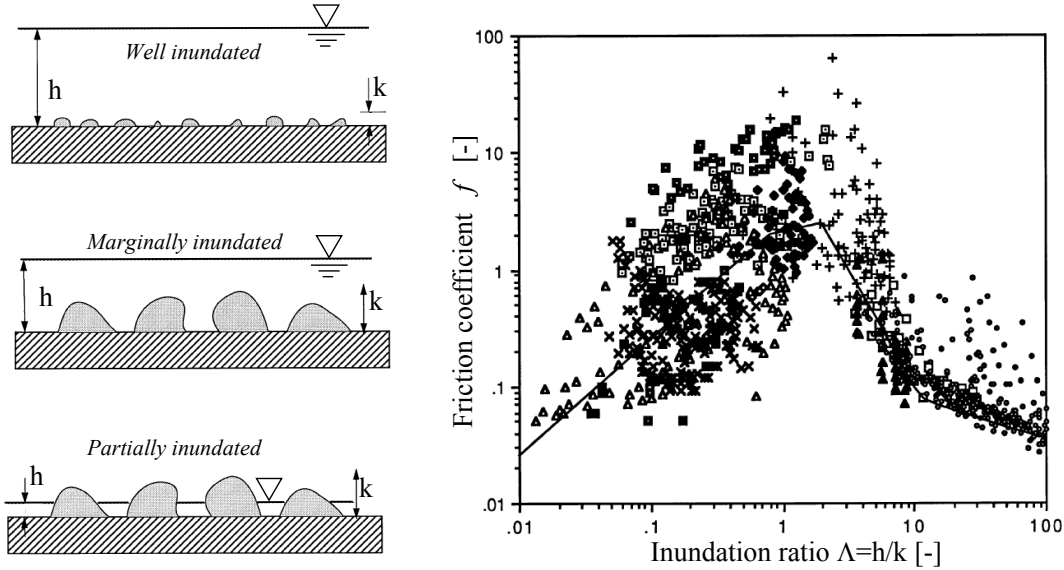 Well inundated
h
k
Marginally inundated
h
k
Partially inundated
h
k
Friction coefficient f [-]
100
10
1
.1
.01
.01
.1
1
10
100
Inundation ratio Λ=h/k [-]